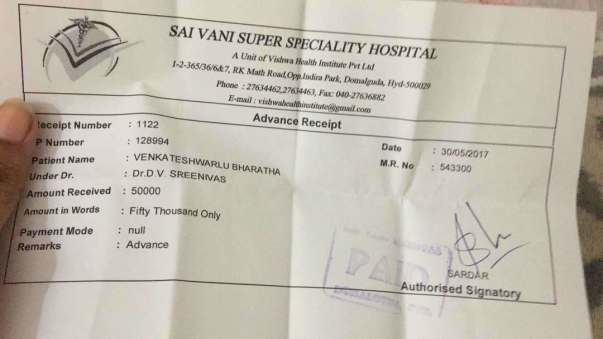 SAI VANI SUPER SPECIALITY HOSPITAL
A Unit of Vishwa Health Institute Pvt Ltd
1-2-365/36/6&7, RK Math Road,Opp.Indira Park, Domalguda, Hyd-500029
Phone : 27634462,27634463, Fax: 040-27636882
E-mail : vishwahealthinstitute@gmail.com
Advance Receipt
Receipt Number : 1122
Date : 30/05/2017
P Number : 128994
M.R. No : 543300
Patient Name : VENKATESHWARLU BHARATHA
Under Dr. : Dr.D.V. SREENIVAS
Amount Received : 50000
Amount in Words : Fifty Thousand Only
Payment Mode : null
Remarks : Advance
PAID
SARDAR
Authorised Signatory